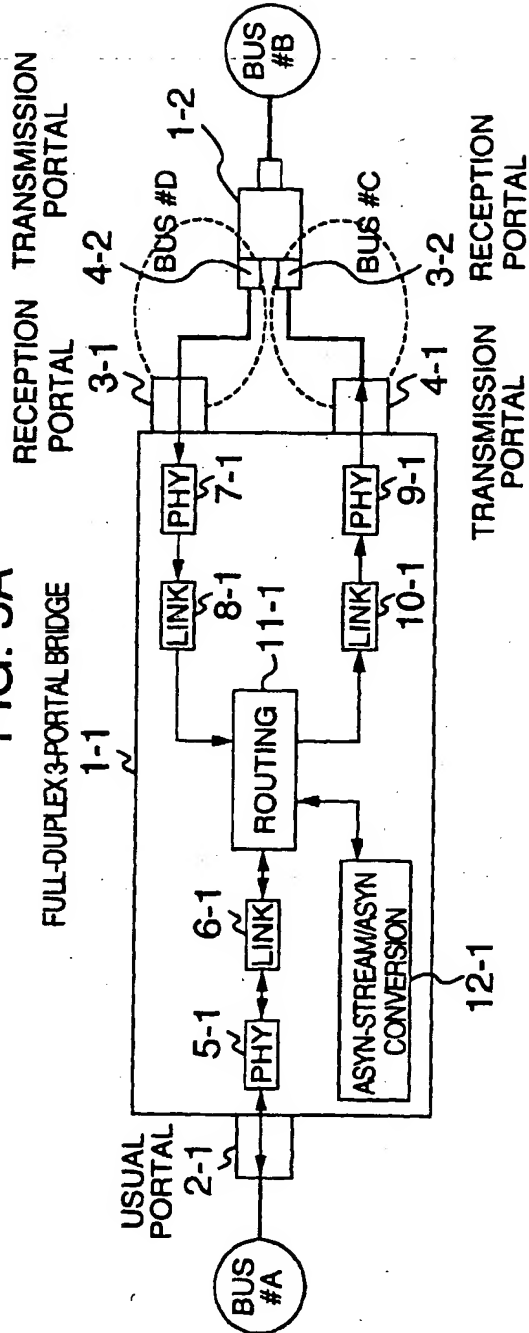 FIG. 3A
FULL-DUPLEX 3-PORTAL BRIDGE
1-1
USUAL
PORTAL
2-1
BUS
#A
5-1
PHY
6-1
LINK
ROUTING
11-1
LINK
8-1
PHY
7-1
LINK
10-1
PHY
9-1
ASYN-STREAM/ASYN
CONVERSION
12-1
RECEPTION
PORTAL
3-1
TRANSMISSION
PORTAL
4-2
BUS #D
1-2
BUS
#B
BUS #C
3-2
RECEPTION
PORTAL
4-1
TRANSMISSION
PORTAL